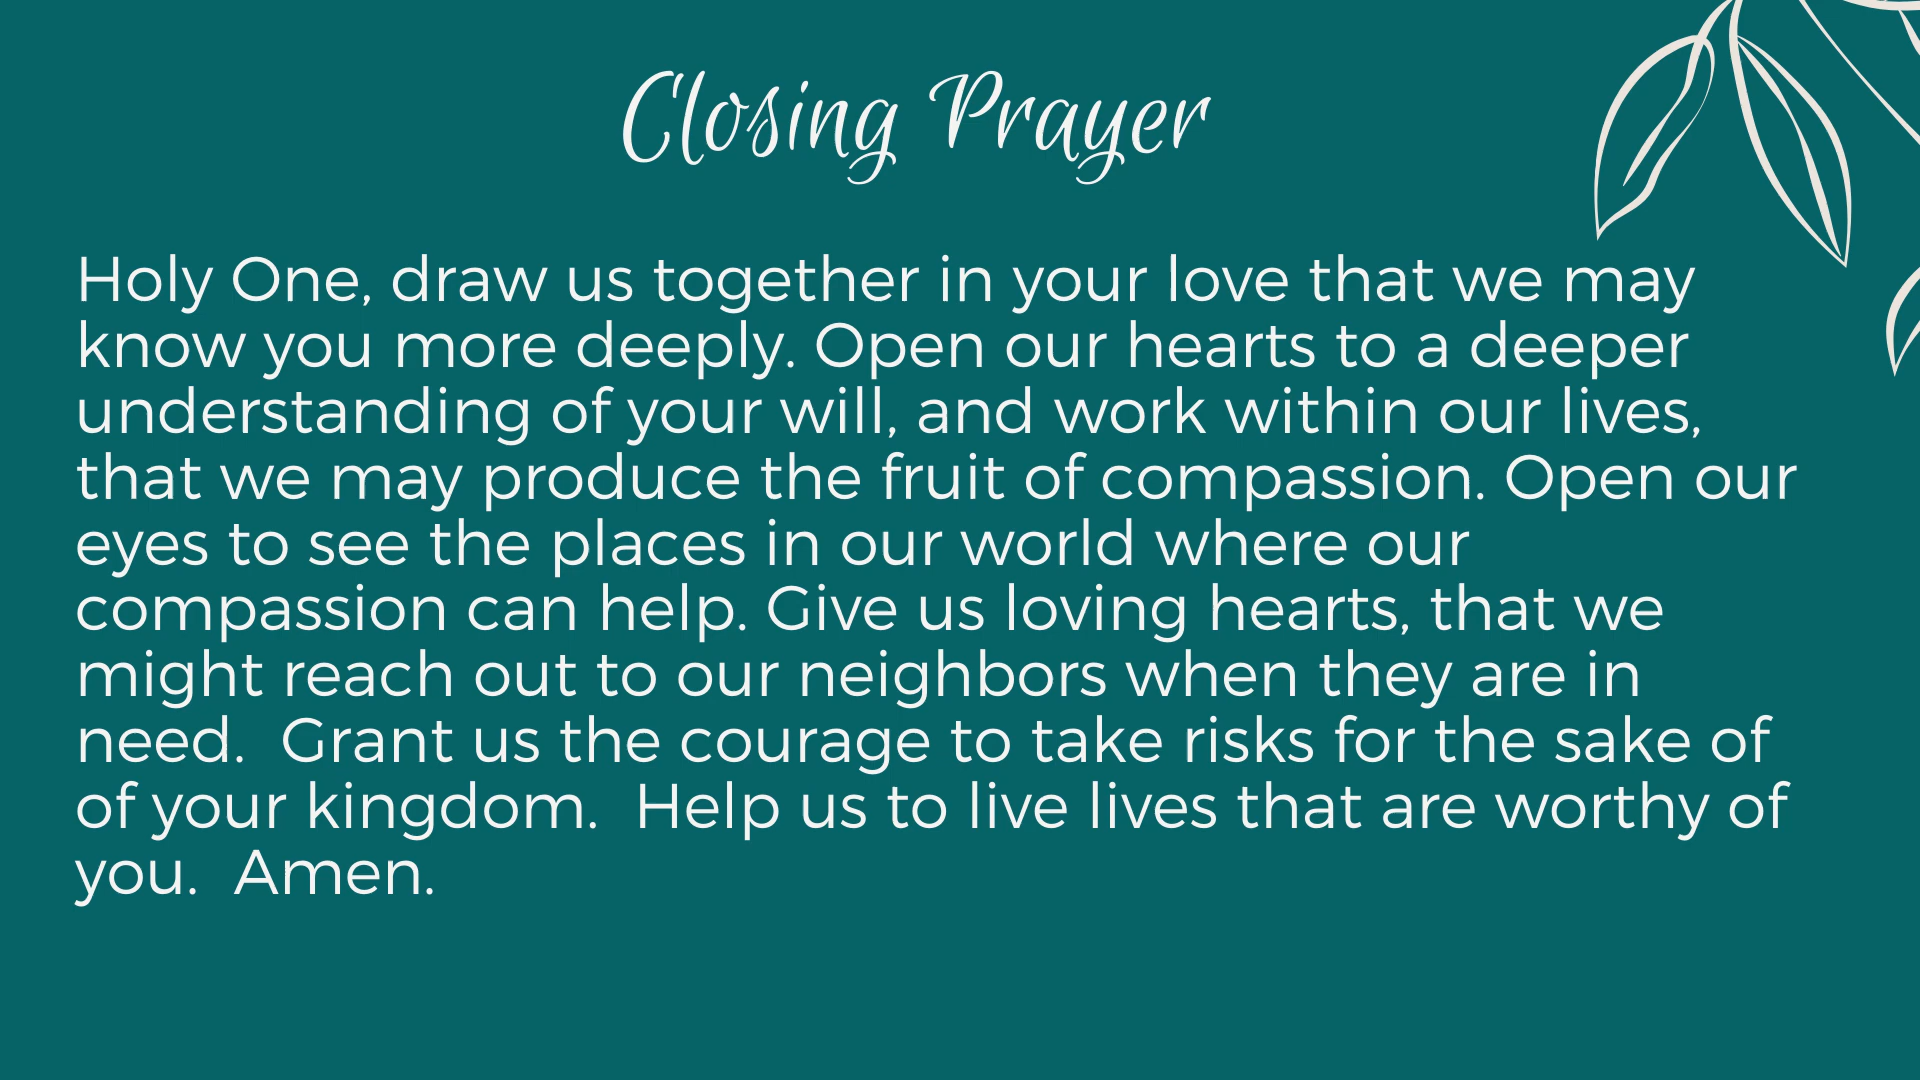 Closing Prayer
Holy One, draw us together in your love that we may
know you more deeply. Open our hearts to a deeper
understanding of your will, and work within our lives,
that we may produce the fruit of compassion. Open our
eyes to see the places in our world where our
compassion can help. Give us loving hearts, that we
might reach out to our neighbors when they are in
need.  Grant us the courage to take risks for the sake of
of your kingdom.  Help us to live lives that are worthy of
you.  Amen.